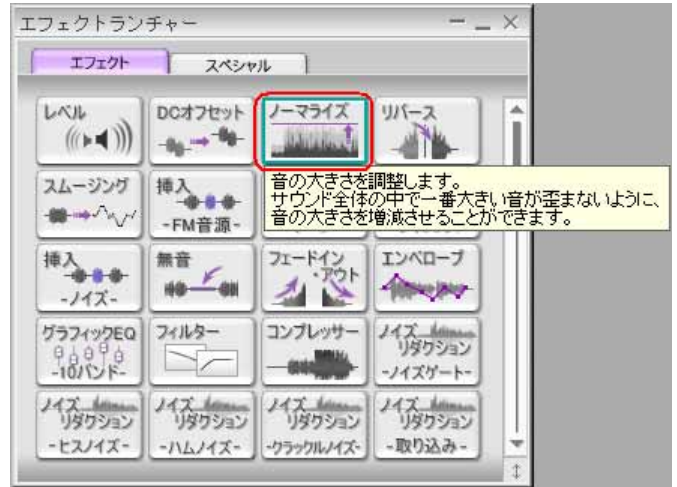 エフェクトランチャー
エフェクト
スペシャル
レベル
DCオフセット
ノーマライズ
リバース
スムージング
挿入
-FM音源-
音の大きさを調整します。
サウンド全体の中で一番大きい音が歪まないように、
音の大きさを増減させることができます。
挿入
-ノイズ-
無音
フェードイン
・アウト
エンベロープ
グラフィックEQ
-10バンド-
フィルター
コンプレッサー
ノイズ
リダクション
-ノイズゲート-
ノイズ
リダクション
-ヒスノイズ-
ノイズ
リダクション
-ハムノイズ-
ノイズ
リダクション
-クラックルノイズ-
ノイズ
リダクション
-取り込み-